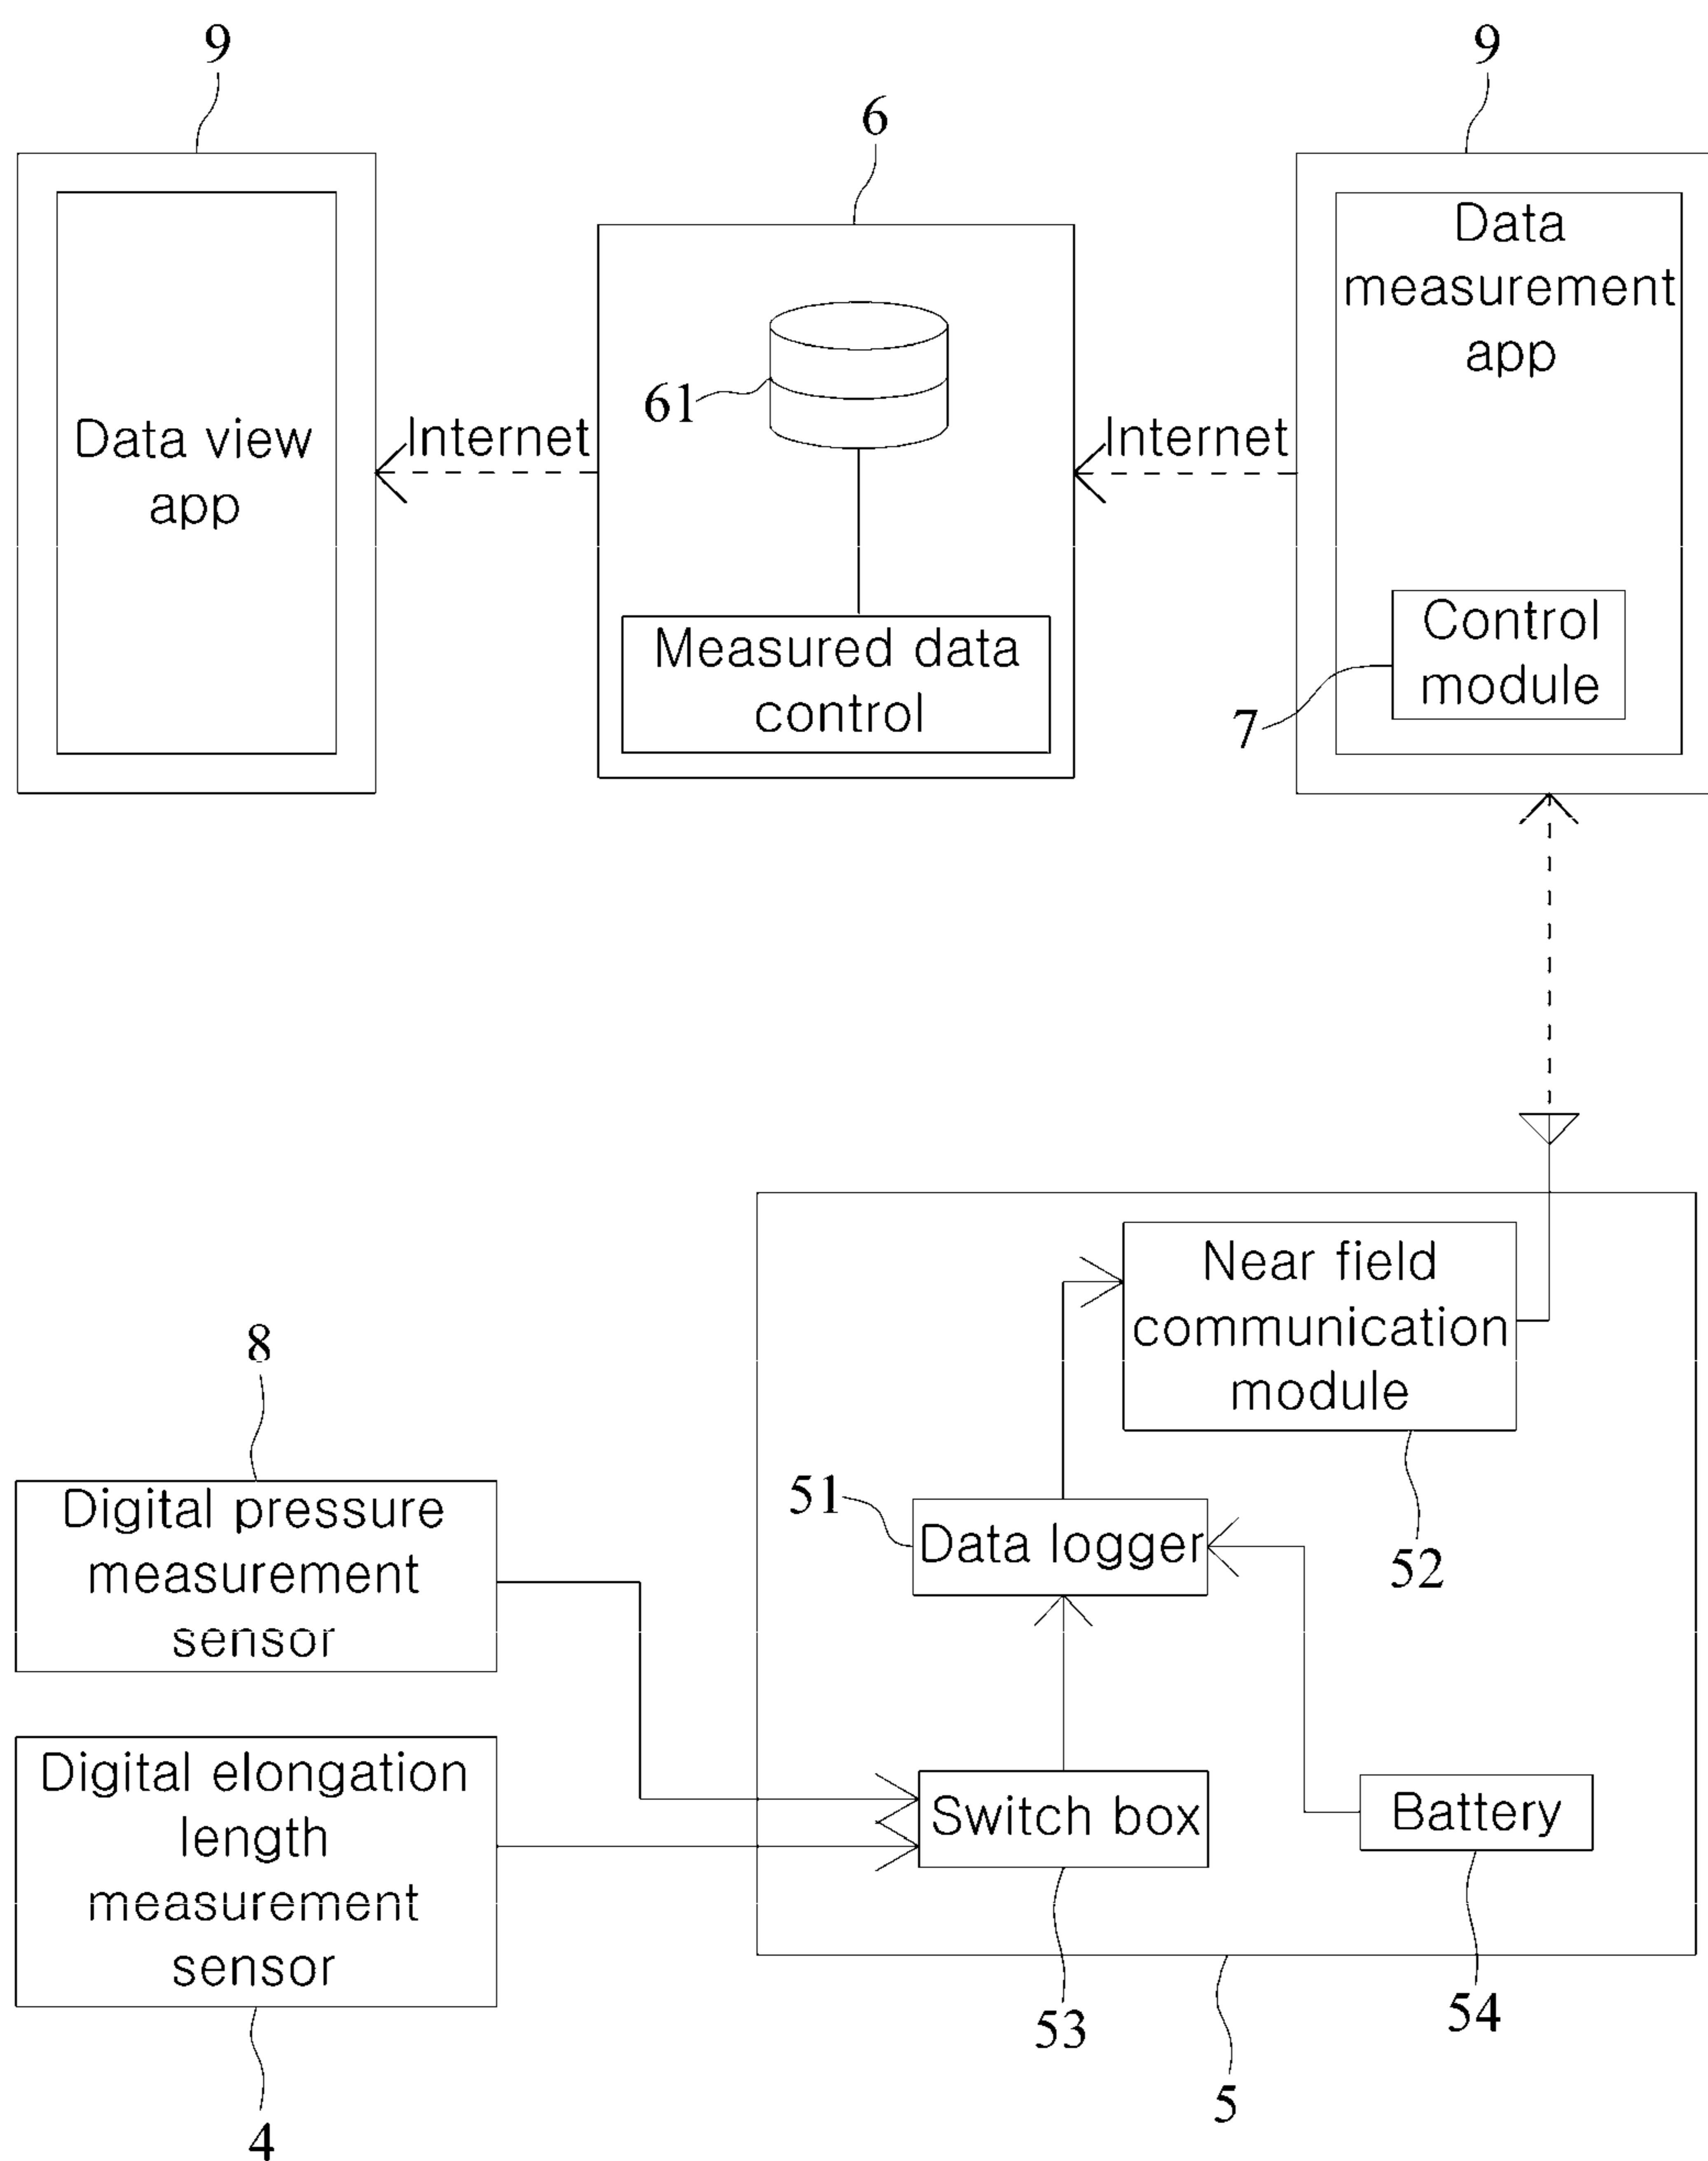 9
6
9
Data view
app
Internet
61
Measured data
control
Internet
Data
measurement
app
Control
module
7
8
Digital pressure
measurement
sensor
Digital elongation
length
measurement
sensor
4
Near field
communication
module
51
Data logger
52
Switch box
Battery
53
54
5